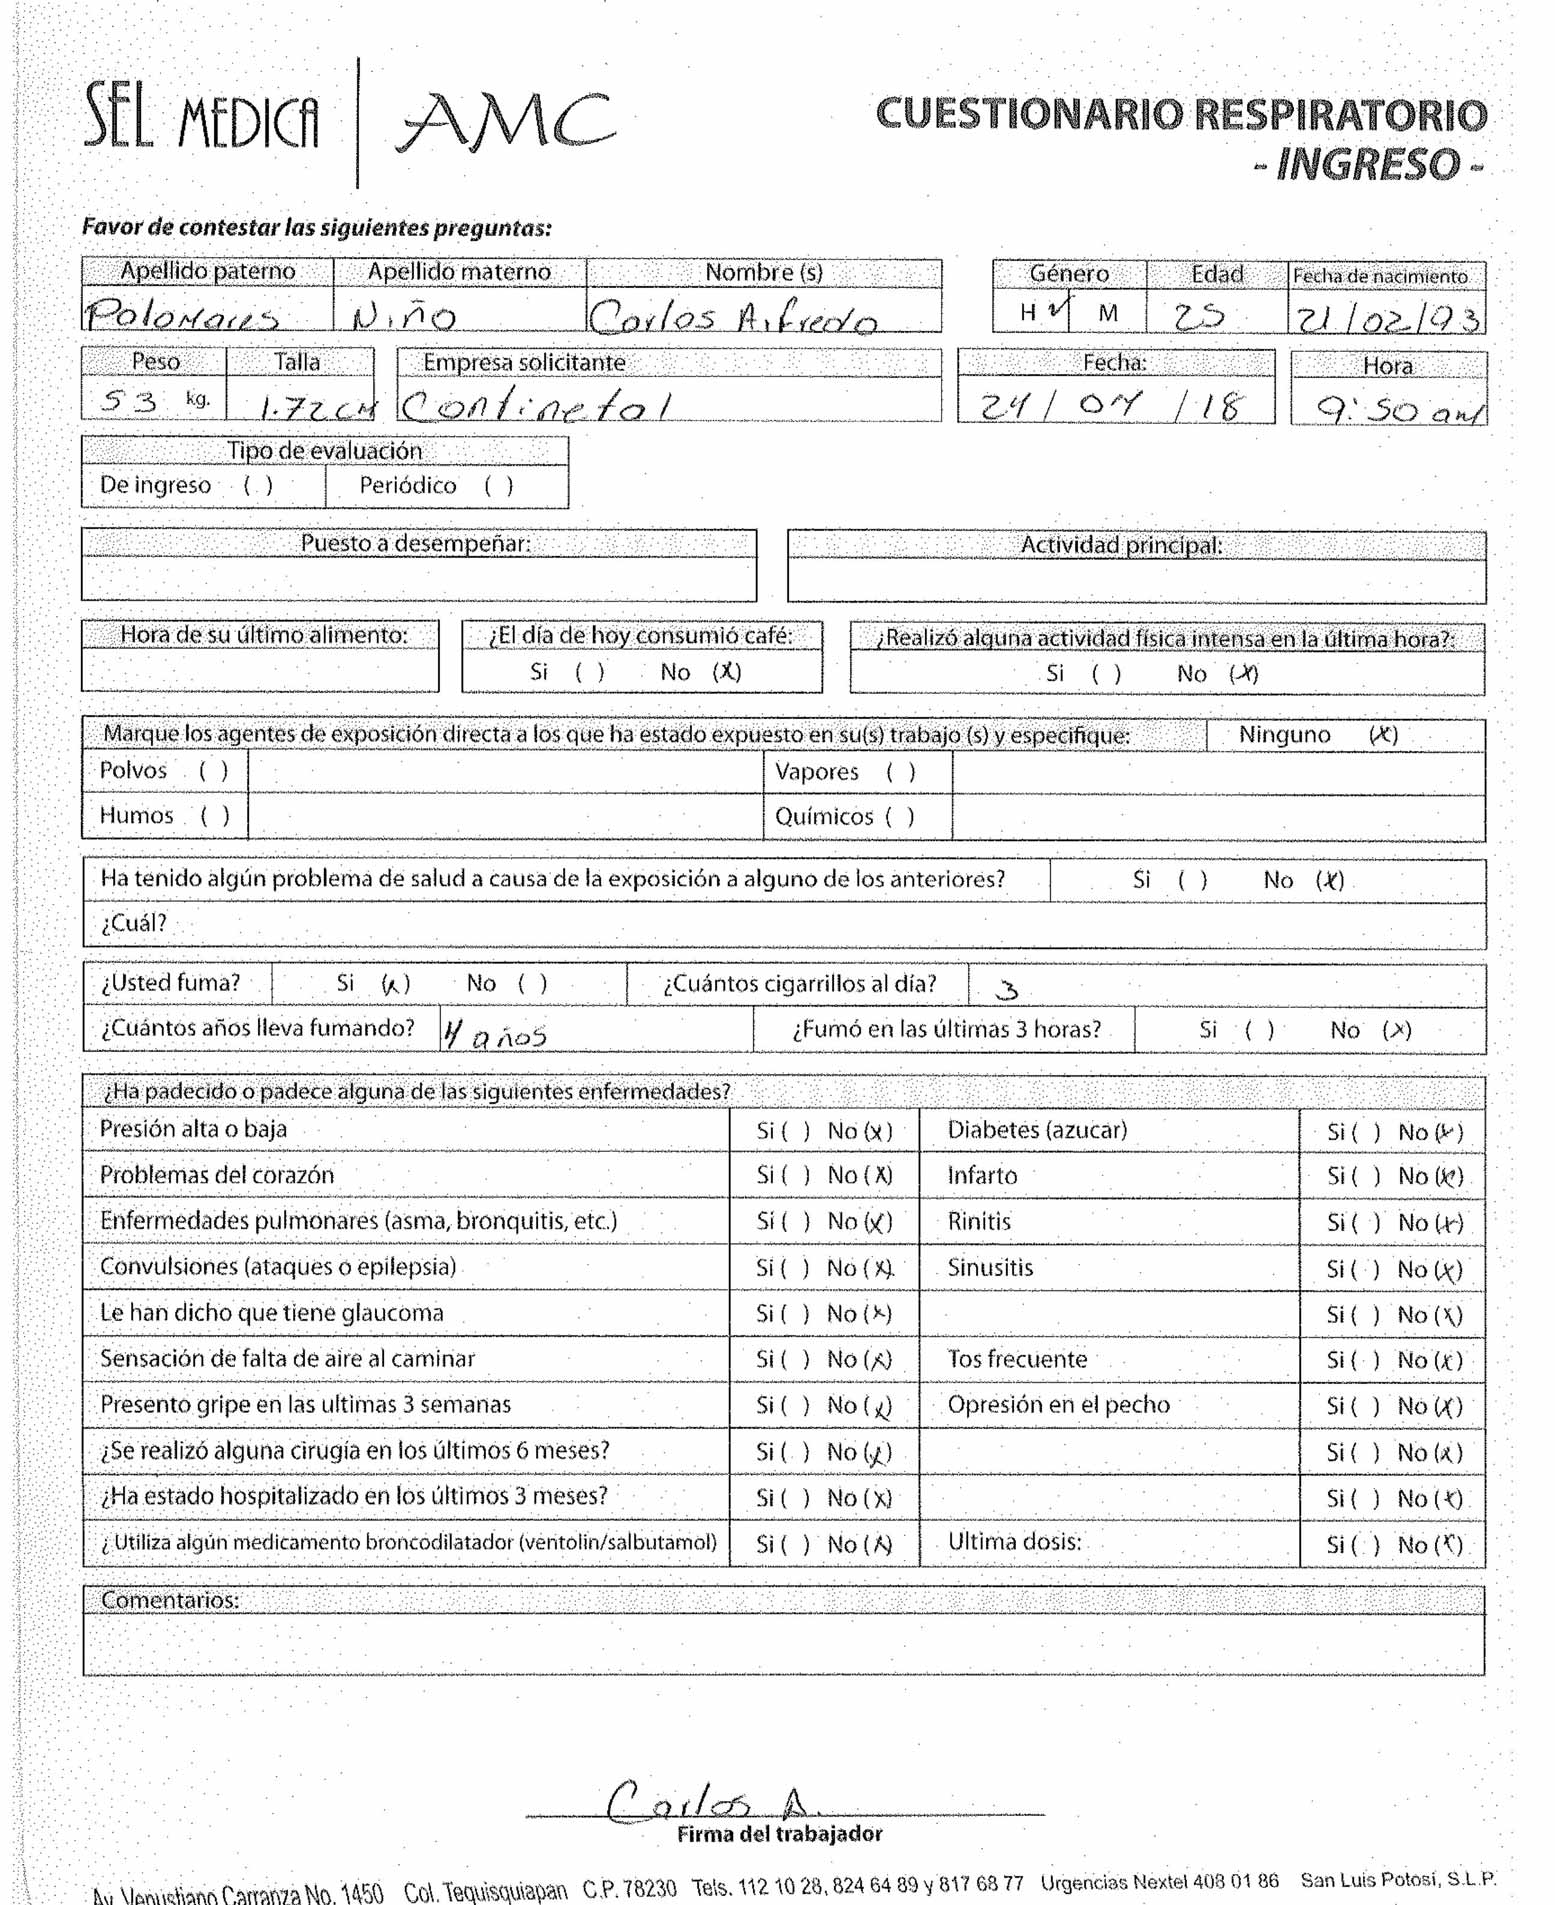 SEL MEDICA | AMC
CUESTIONARIO RESPIRATORIO
- INGRESO -
Favor de contestar las siguientes preguntas:
Apellido paterno Apellido materno Nombre (s) Género Edad Fecha de nacimiento
Palomares Niño Carlos Alfredo H ✓ M 25 21/02/93
Peso Talla Empresa solicitante Fecha: Hora
53 kg. 1.72 cm Continetal 24/04/18 9:50 am
Tipo de evaluación
De ingreso ( ) Periódico ( )
Puesto a desempeñar: Actividad principal:
Hora de su último alimento: ¿El día de hoy consumió café: ¿Realizó alguna actividad física intensa en la última hora?:
Si ( ) No (X) Si ( ) No (X)
Marque los agentes de exposición directa a los que ha estado expuesto en su(s) trabajo (s) y especifique: Ninguno (X)
Polvos ( ) Vapores ( )
Humos ( ) Químicos ( )
Ha tenido algún problema de salud a causa de la exposición a alguno de los anteriores? Si ( ) No (X)
¿Cuál?
¿Usted fuma? Si (X) No ( ) ¿Cuántos cigarrillos al día? 3
¿Cuántos años lleva fumando? 4 años ¿Fumó en las últimas 3 horas? Si ( ) No (X)
¿Ha padecido o padece alguna de las siguientes enfermedades?
Presión alta o baja Si ( ) No (X) Diabetes (azucar) Si ( ) No (X)
Problemas del corazón Si ( ) No (X) Infarto Si ( ) No (X)
Enfermedades pulmonares (asma, bronquitis, etc.) Si ( ) No (X) Rinitis Si ( ) No (X)
Convulsiones (ataques o epilepsia) Si ( ) No (X) Sinusitis Si ( ) No (X)
Le han dicho que tiene glaucoma Si ( ) No (X) Si ( ) No (X)
Sensación de falta de aire al caminar Si ( ) No (X) Tos frecuente Si ( ) No (X)
Presento gripe en las ultimas 3 semanas Si ( ) No (X) Opresión en el pecho Si ( ) No (X)
¿Se realizó alguna cirugía en los últimos 6 meses? Si ( ) No (X) Si ( ) No (X)
¿Ha estado hospitalizado en los últimos 3 meses? Si ( ) No (X) Si ( ) No (X)
¿Utiliza algún medicamento broncodilatador (ventolin/salbutamol) Si ( ) No (X) Ultima dosis: Si ( ) No (X)
Comentarios:
Carlos A.
Firma del trabajador
Av. Venustiano Carranza No. 1450 Col. Tequisquiapan C.P. 78230 Tels. 112 10 28, 824 64 89 y 817 68 77 Urgencias Nextel 408 01 86 San Luis Potosí, S.L.P.